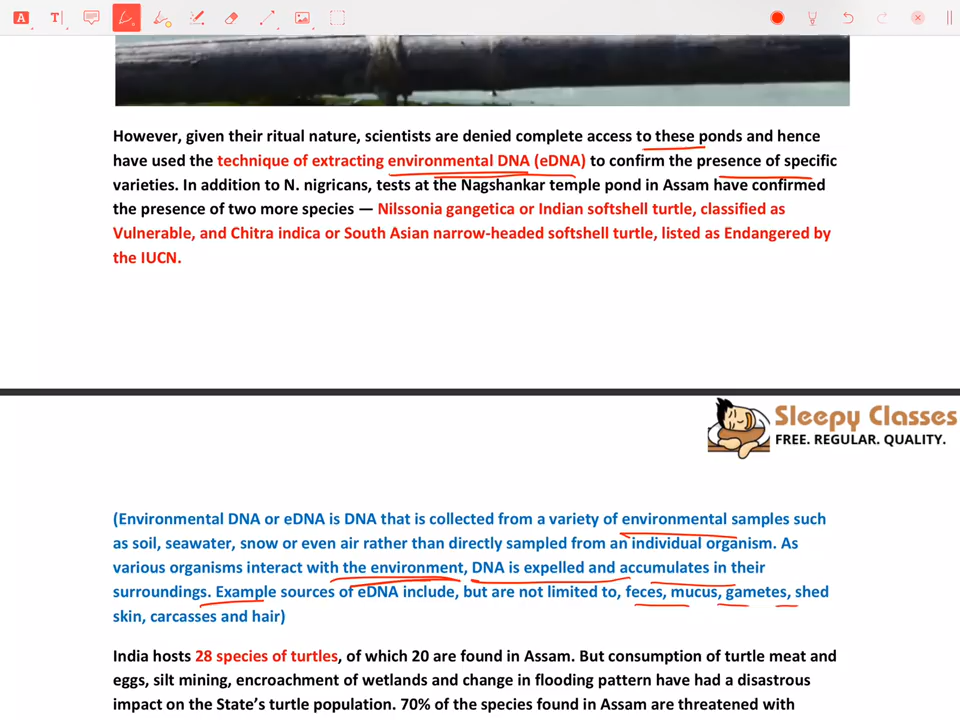 A
T
However, given their ritual nature, scientists are denied complete access to these ponds and hence
have used the technique of extracting environmental DNA (eDNA) to confirm the presence of specific
varieties. In addition to N. nigricans, tests at the Nagshankar temple pond in Assam have confirmed
the presence of two more species — Nilssonia gangetica or Indian softshell turtle, classified as
Vulnerable, and Chitra indica or South Asian narrow-headed softshell turtle, listed as Endangered by
the IUCN.
Sleepy Classes
FREE. REGULAR. QUALITY.
(Environmental DNA or eDNA is DNA that is collected from a variety of environmental samples such
as soil, seawater, snow or even air rather than directly sampled from an individual organism. As
various organisms interact with the environment, DNA is expelled and accumulates in their
surroundings. Example sources of eDNA include, but are not limited to, feces, mucus, gametes, shed
skin, carcasses and hair)
India hosts 28 species of turtles, of which 20 are found in Assam. But consumption of turtle meat and
eggs, silt mining, encroachment of wetlands and change in flooding pattern have had a disastrous
impact on the State's turtle population. 70% of the species found in Assam are threatened with